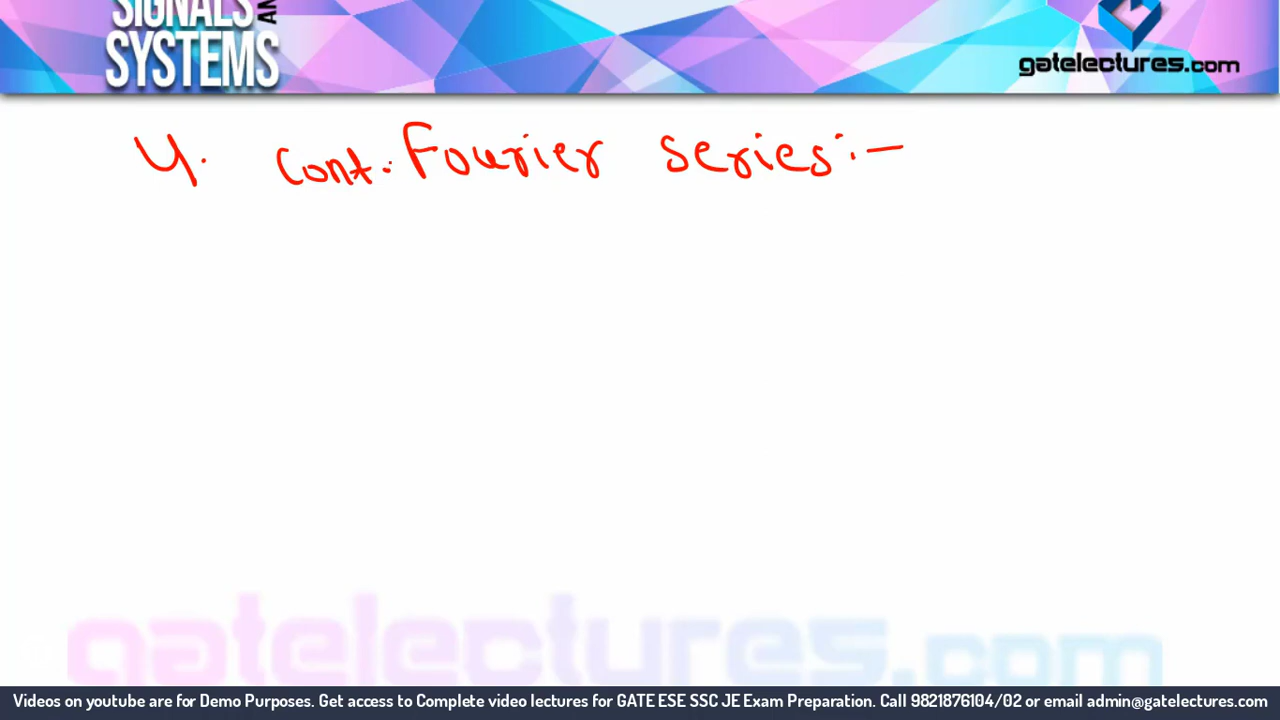 SIGNALS AND
SYSTEMS
gatelectures.com
4. Cont. Fourier series:-
gatelectures.com
Videos on youtube are for Demo Purposes. Get access to Complete video lectures for GATE ESE SSC JE Exam Preparation. Call 9821876104/02 or email admin@gatelectures.com